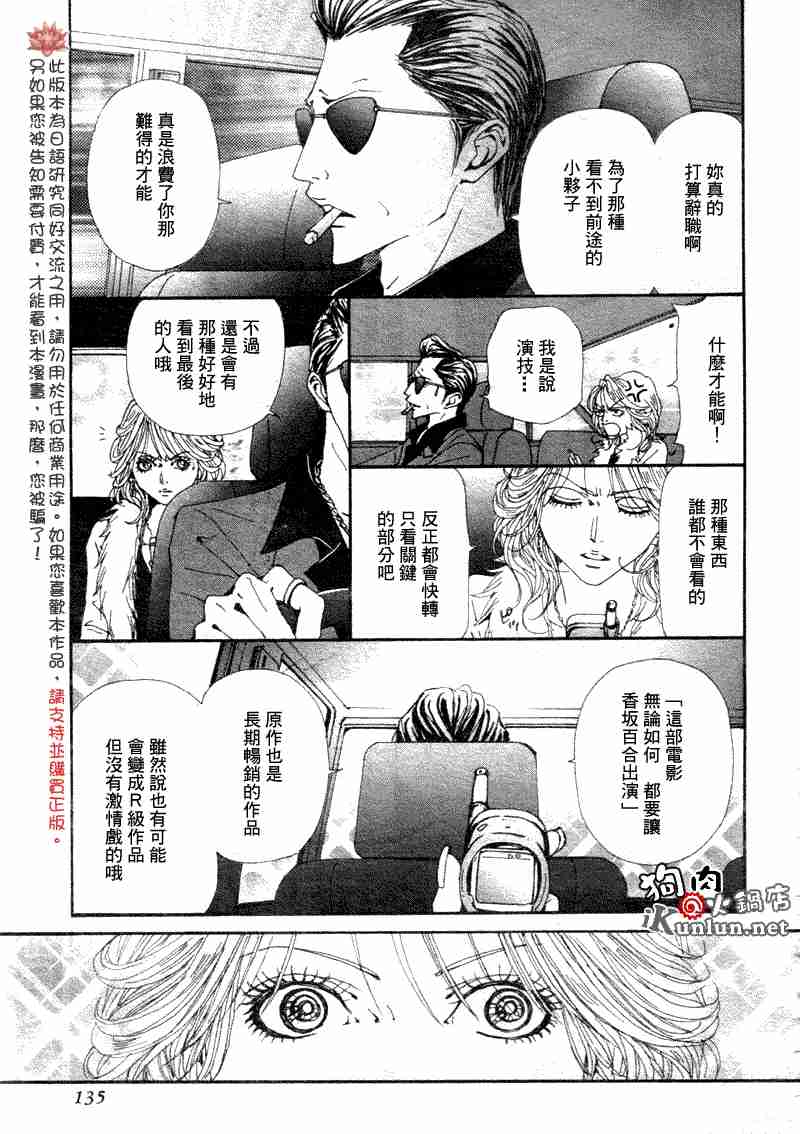 妳真的
打算辭職啊
為了那種
看不到前途的
小夥子
真是浪費了你那
難得的才能
什麼才能啊！
我是說
演技…
不過
還是會有
那種好好地
看到最後
的人哦
那種東西
誰都不會看的
反正都會快轉
只看關鍵
的部分吧
ピ
「這部電影
無論如何 都要讓
香坂百合出演」
原作也是
長期暢銷的作品
雖然說也有可能
會變成R級作品
但沒有激情戲的哦
此版本為日語研究同好交流之用，請勿用於任何商業用途。如果您喜歡本作品，請支持並購買正版。
另如果您被告知需要付費，才能看到本漫畫，那麼，您被騙了！
狗肉
火鍋店
iKunlun.net
135